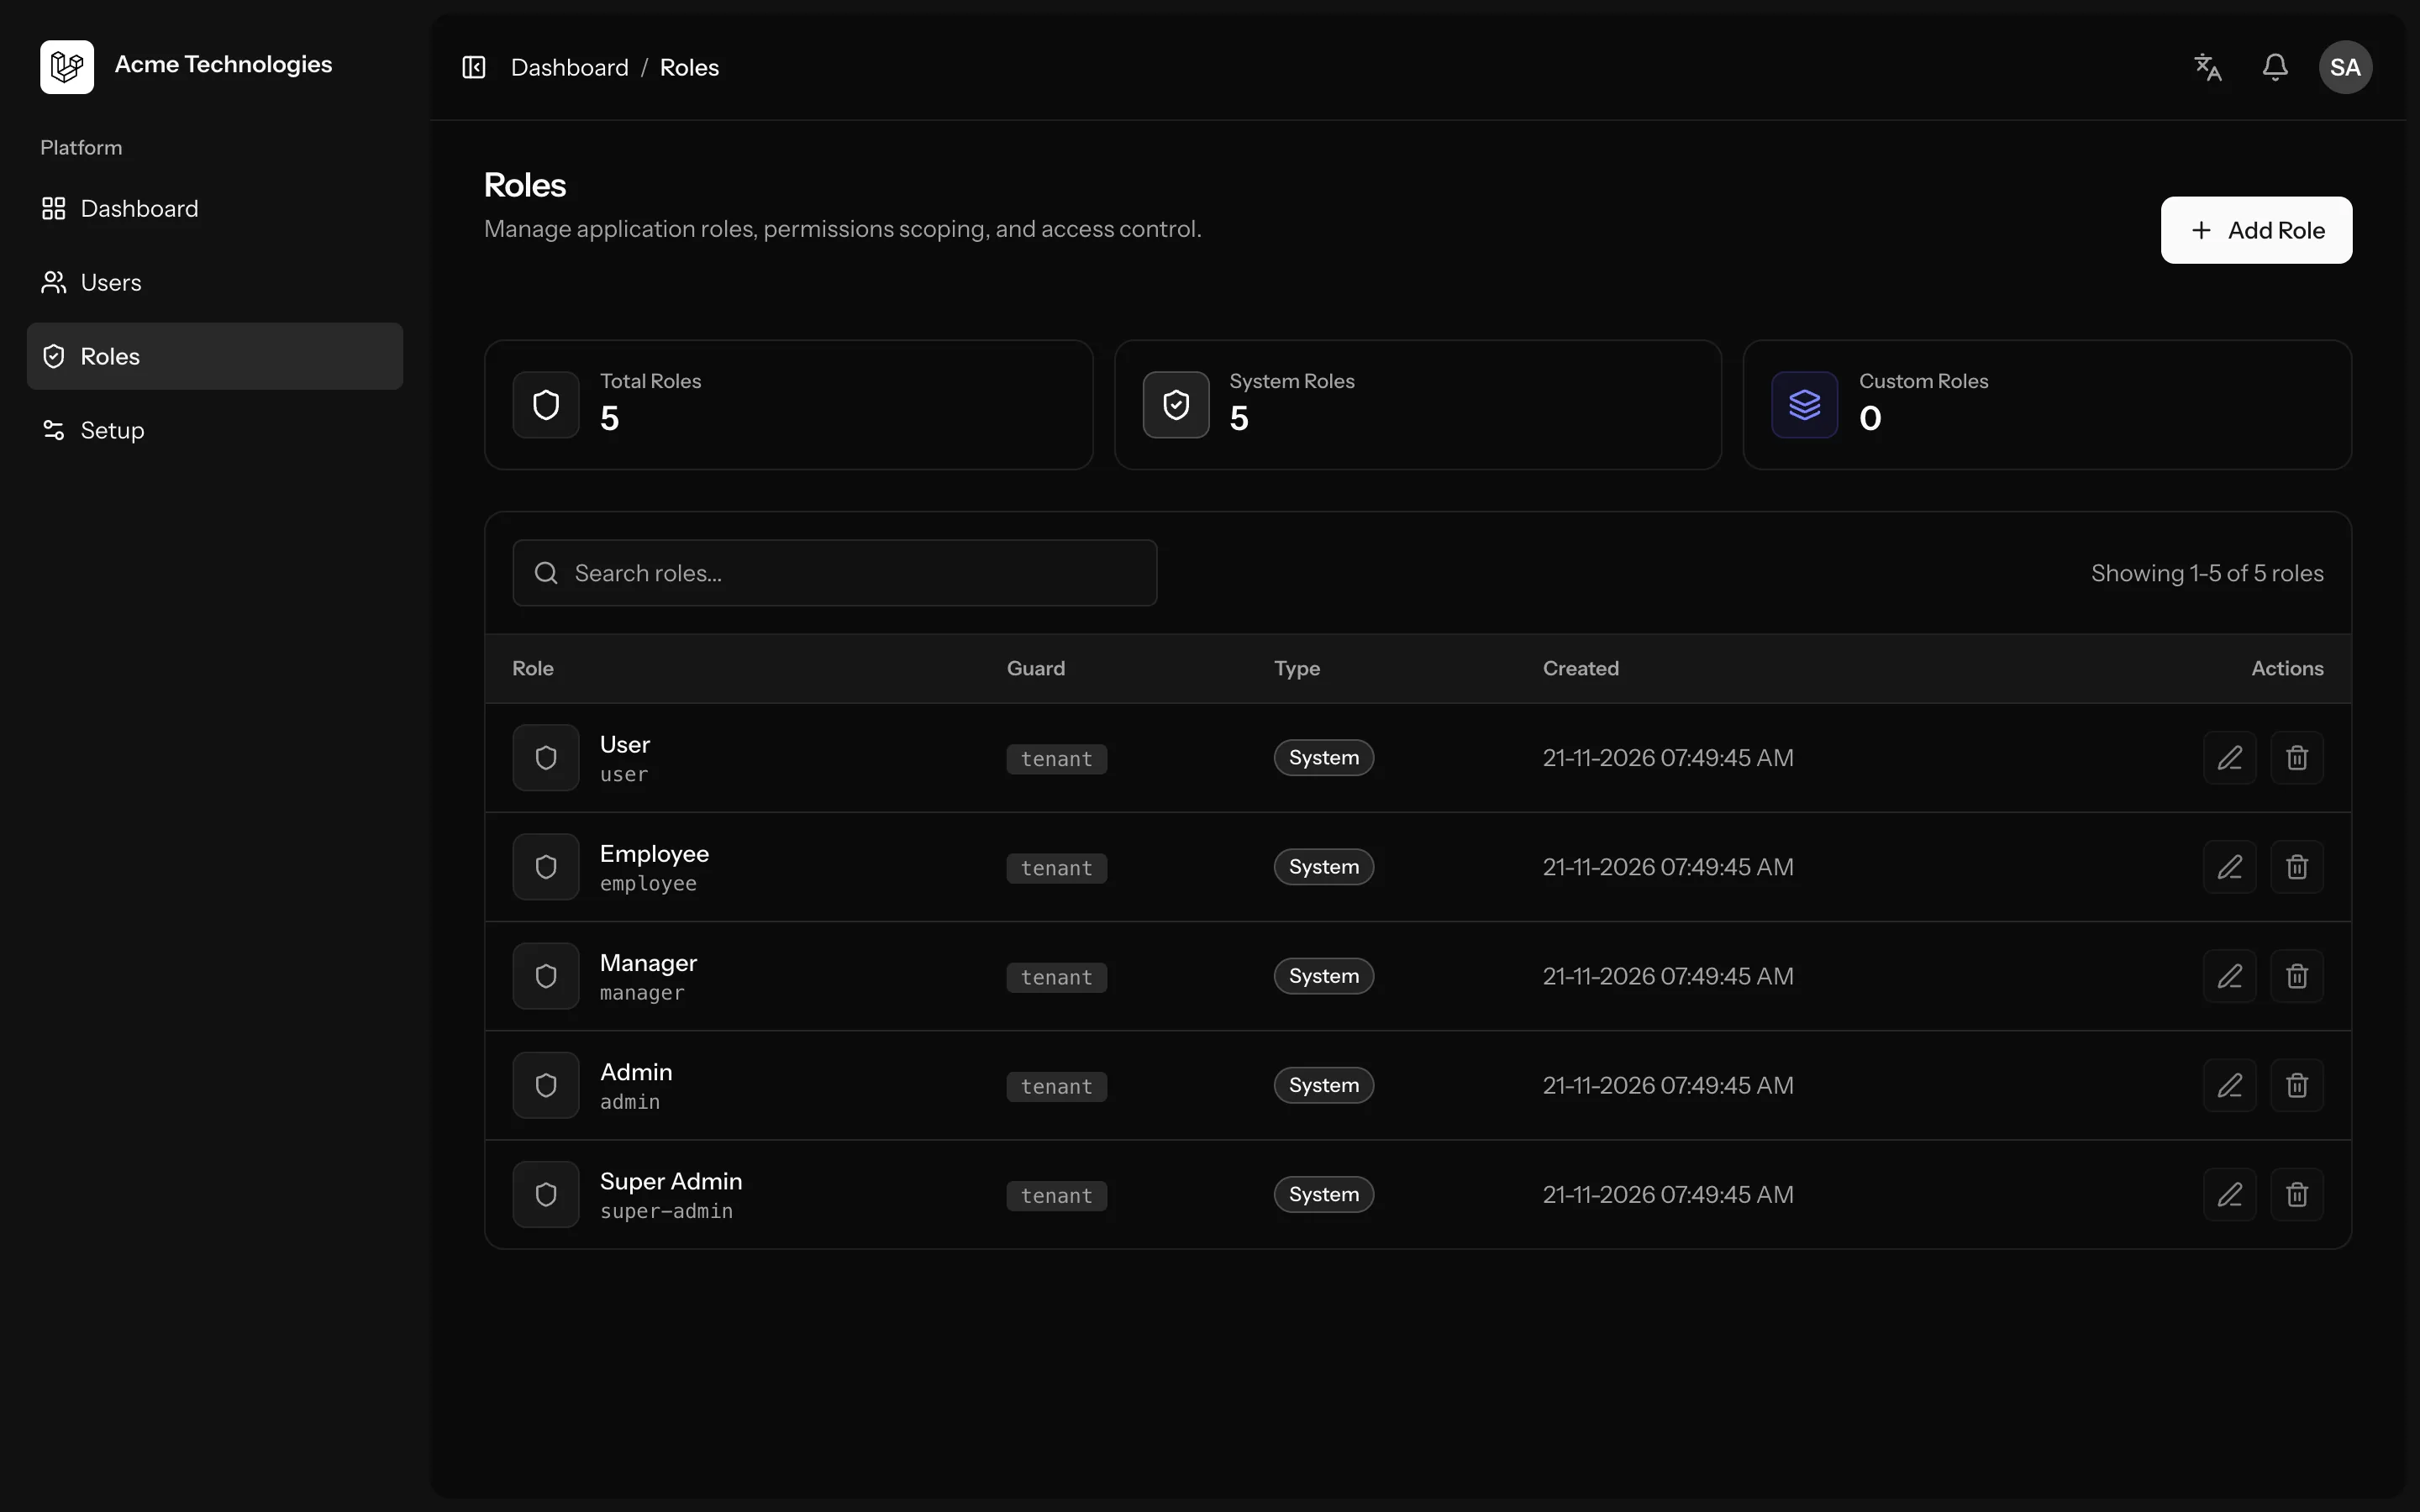 Acme Technologies
Platform
Dashboard
Users
Roles
Setup
Dashboard / Roles
SA
Roles
Manage application roles, permissions scoping, and access control.
+ Add Role
Total Roles
5
System Roles
5
Custom Roles
0
Search roles...
Showing 1-5 of 5 roles
Role Guard Type Created Actions
User
user
tenant System 21-11-2026 07:49:45 AM
Employee
employee
tenant System 21-11-2026 07:49:45 AM
Manager
manager
tenant System 21-11-2026 07:49:45 AM
Admin
admin
tenant System 21-11-2026 07:49:45 AM
Super Admin
super-admin
tenant System 21-11-2026 07:49:45 AM